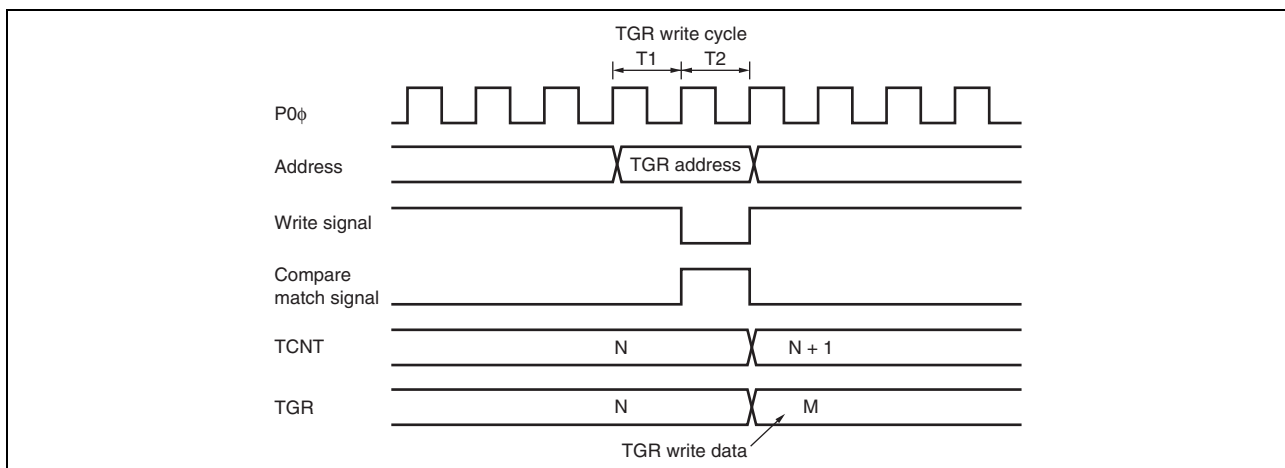 TGR write cycle
T1 T2
P0ϕ
Address TGR address
Write signal
Compare
match signal
TCNT N N + 1
TGR N M
TGR write data